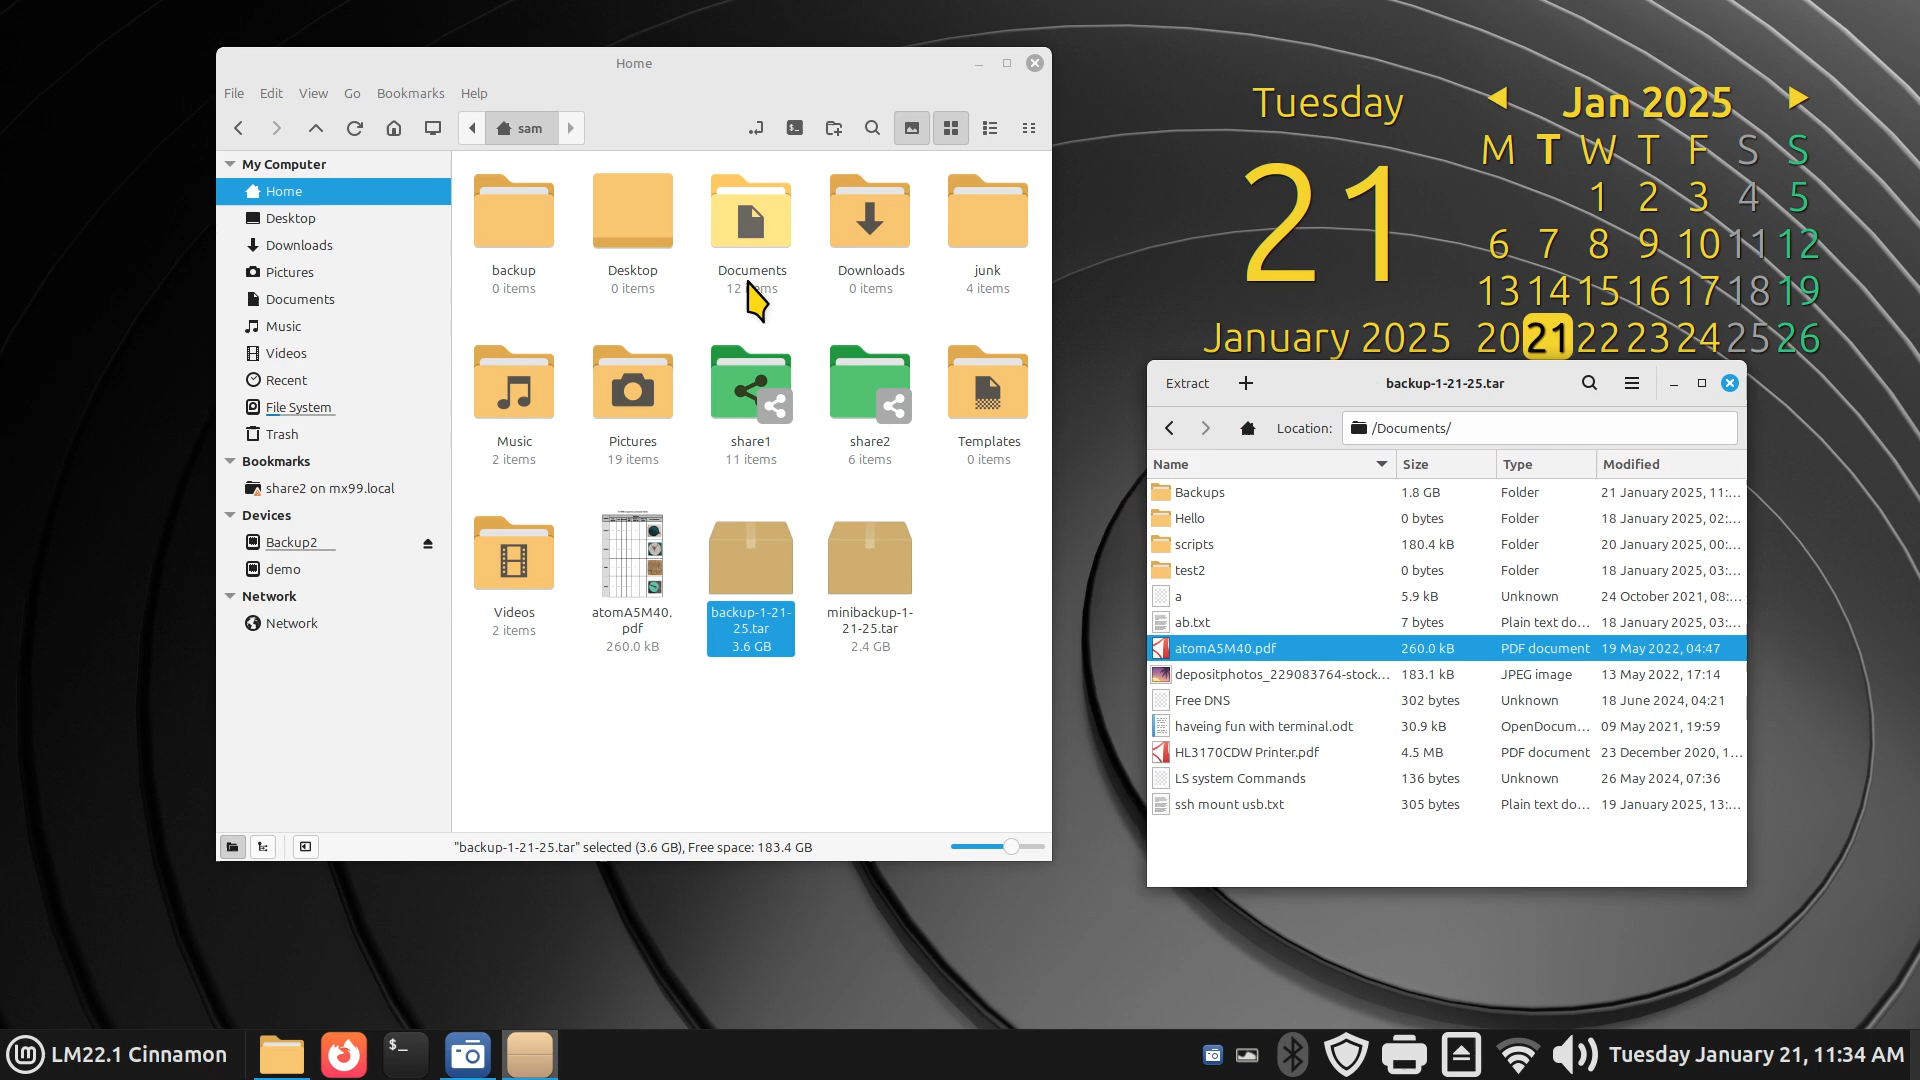 Home
File Edit View Go Bookmarks Help
sam
My Computer
Home
Desktop
Downloads
Pictures
Documents
Music
Videos
Recent
File System
Trash
Bookmarks
share2 on mx99.local
Devices
Backup2
demo
Network
Network
backup Desktop Documents Downloads junk
0 items 0 items 12 items 0 items 4 items
Music Pictures share1 share2 Templates
2 items 19 items 11 items 6 items 0 items
Videos atomA5M40. backup-1-21- minibackup-1-
pdf 25.tar 21-25.tar
2 items 260.0 kB 3.6 GB 2.4 GB
"backup-1-21-25.tar" selected (3.6 GB), Free space: 183.4 GB
Tuesday
21
January 2025
Jan 2025
M T W T F S S
1 2 3 4 5
6 7 8 9 10 11 12
13 14 15 16 17 18 19
20 21 22 23 24 25 26
Extract + backup-1-21-25.tar
Location: /Documents/
Name Size Type Modified
Backups 1.8 GB Folder 21 January 2025, 11:...
Hello 0 bytes Folder 18 January 2025, 02:...
scripts 180.4 kB Folder 20 January 2025, 00:...
test2 0 bytes Folder 18 January 2025, 03:...
a 5.9 kB Unknown 24 October 2021, 08:...
ab.txt 7 bytes Plain text do... 18 January 2025, 03:...
atomA5M40.pdf 260.0 kB PDF document 19 May 2022, 04:47
depositphotos_229083764-stock... 183.1 kB JPEG image 13 May 2022, 17:14
Free DNS 302 bytes Unknown 18 June 2024, 04:21
haveing fun with terminal.odt 30.9 kB OpenDocum... 09 May 2021, 19:59
HL3170CDW Printer.pdf 4.5 MB PDF document 23 December 2020, 1...
LS system Commands 136 bytes Unknown 26 May 2024, 07:36
ssh mount usb.txt 305 bytes Plain text do... 19 January 2025, 13:...
LM22.1 Cinnamon
$_
Tuesday January 21, 11:34 AM